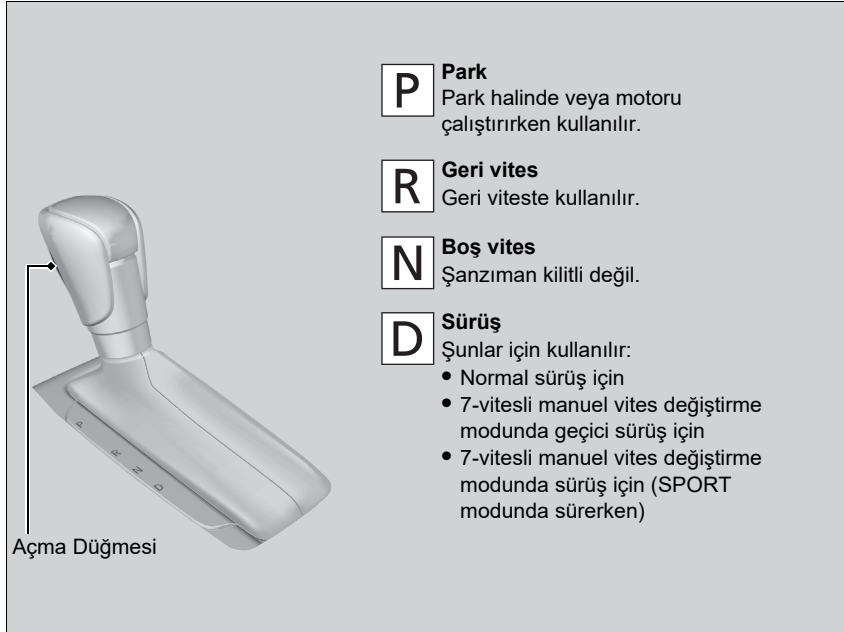 P
Park
Park halinde veya motoru
çalıştırırken kullanılır.
R
Geri vites
Geri viteste kullanılır.
N
Boş vites
Şanzıman kilitli değil.
D
Sürüş
Şunlar için kullanılır:
• Normal sürüş için
• 7-vitesli manuel vites değiştirme
modunda geçici sürüş için
• 7-vitesli manuel vites değiştirme
modunda sürüş için (SPORT
modunda sürerken)
P
R
N
D
Açma Düğmesi